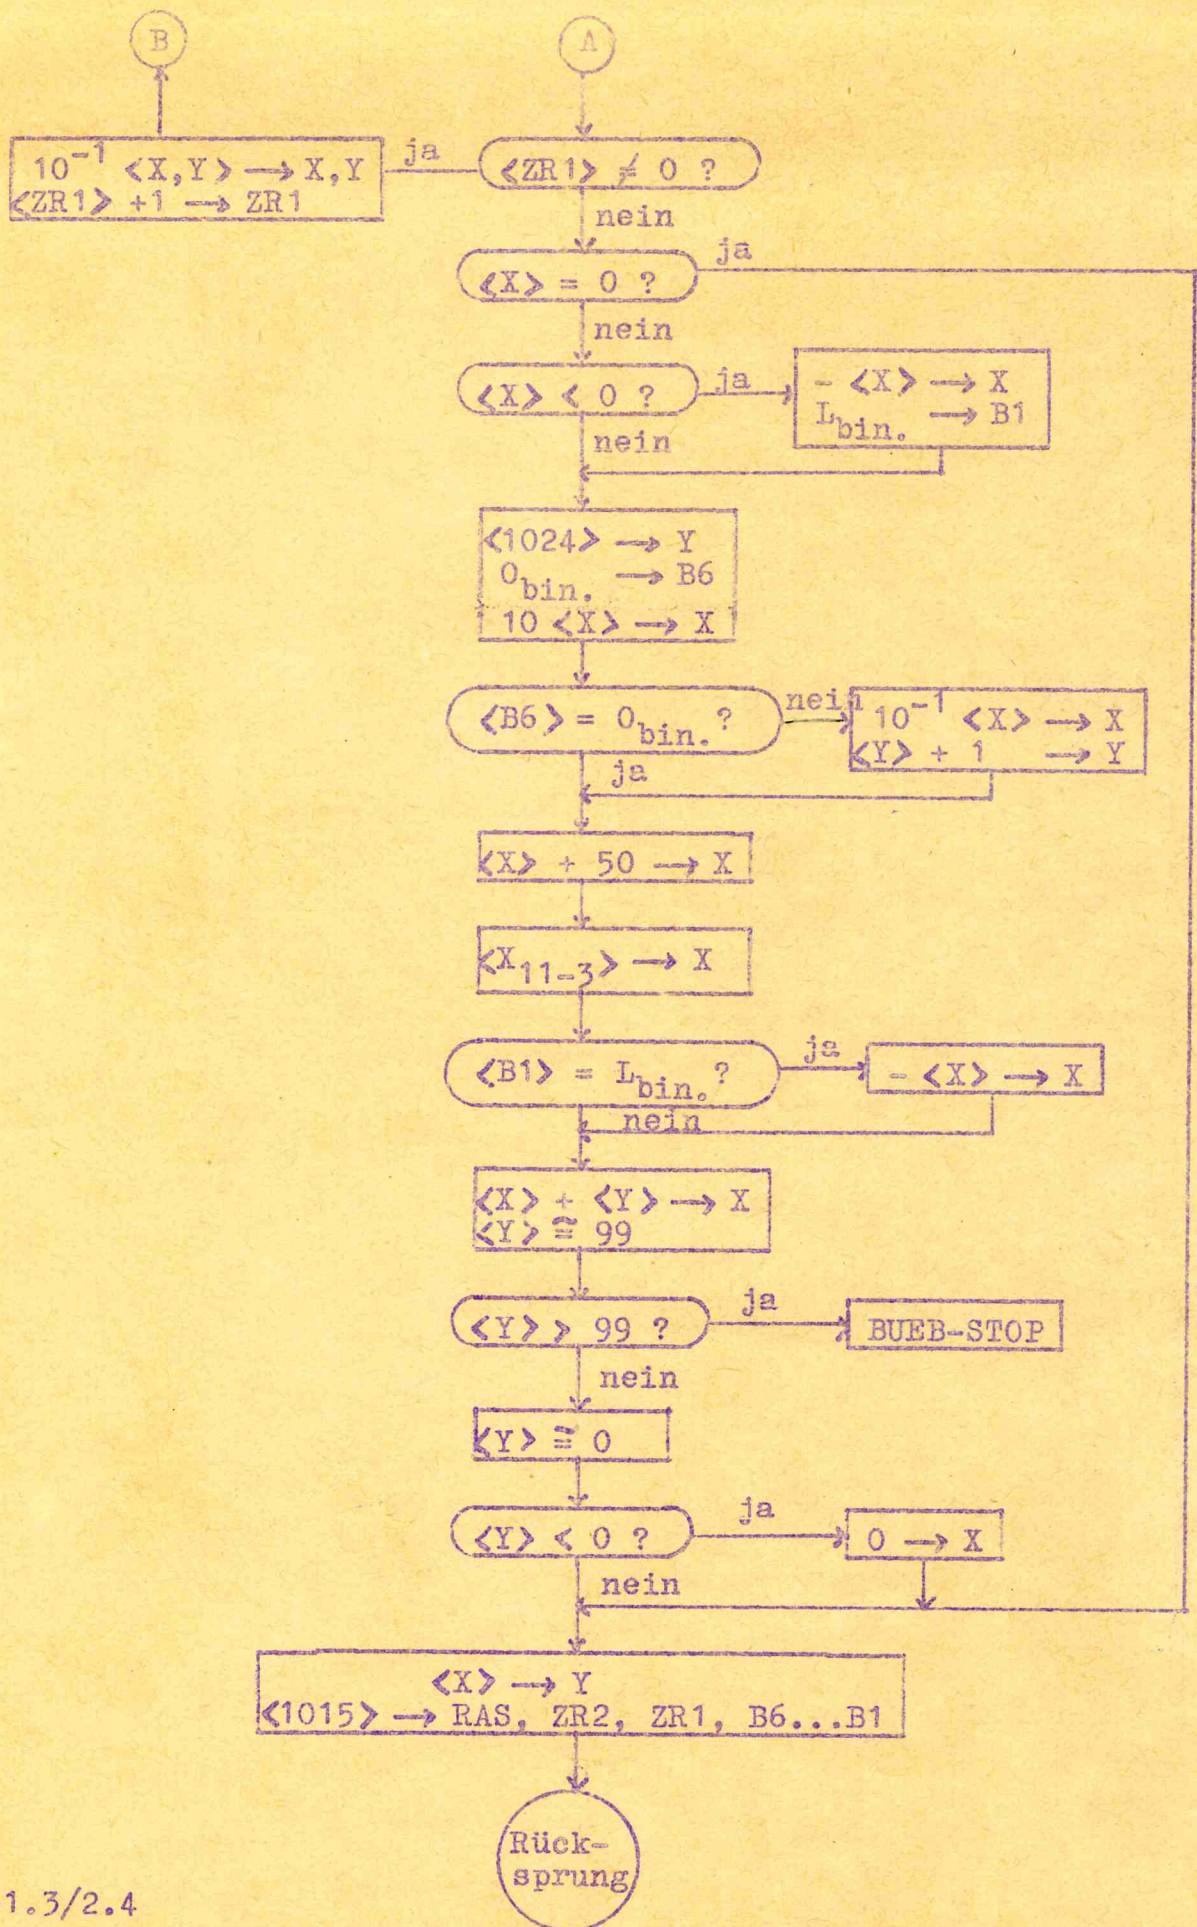 B
A
10⁻¹ <X,Y> → X,Y
<ZR1> +1 → ZR1
ja
<ZR1> ≠ 0 ?
nein
<X> = 0 ?
ja
nein
<X> < 0 ?
ja
- <X> → X
L bin. → B1
nein
<1024> → Y
0 bin. → B6
10 <X> → X
<B6> = 0 bin. ?
nein
10⁻¹ <X> → X
<Y> + 1 → Y
ja
<X> + 50 → X
<X 11-3> → X
<B1> = L bin. ?
ja
- <X> → X
nein
<X> + <Y> → X
<Y> ≅ 99
<Y> > 99 ?
ja
BUEB-STOP
nein
<Y> ≅ 0
<Y> < 0 ?
ja
0 → X
nein
<X> → Y
<1015> → RAS, ZR2, ZR1, B6...B1
Rück-
sprung
1.3/2.4